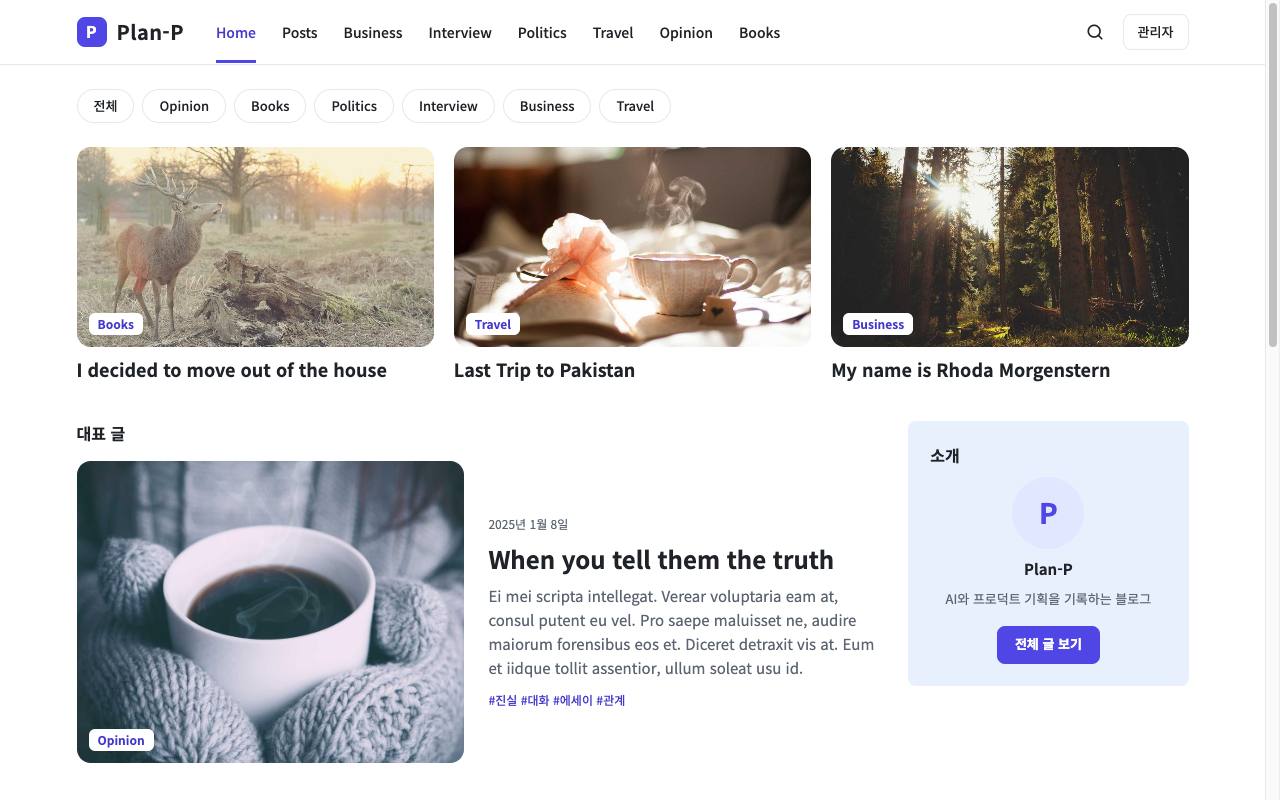 P Plan-P Home Posts Business Interview Politics Travel Opinion Books 관리자
전체 Opinion Books Politics Interview Business Travel
Books
Travel
Business
I decided to move out of the house
Last Trip to Pakistan
My name is Rhoda Morgenstern
대표 글
Opinion
2025년 1월 8일
When you tell them the truth
Ei mei scripta intellegat. Verear voluptaria eam at,
consul putent eu vel. Pro saepe maluisset ne, audire
maiorum forensibus eos et. Diceret detraxit vis at. Eum
et iidque tollit assentior, ullum soleat usu id.
#진실 #대화 #에세이 #관계
소개
P
Plan-P
AI와 프로덕트 기획을 기록하는 블로그
전체 글 보기